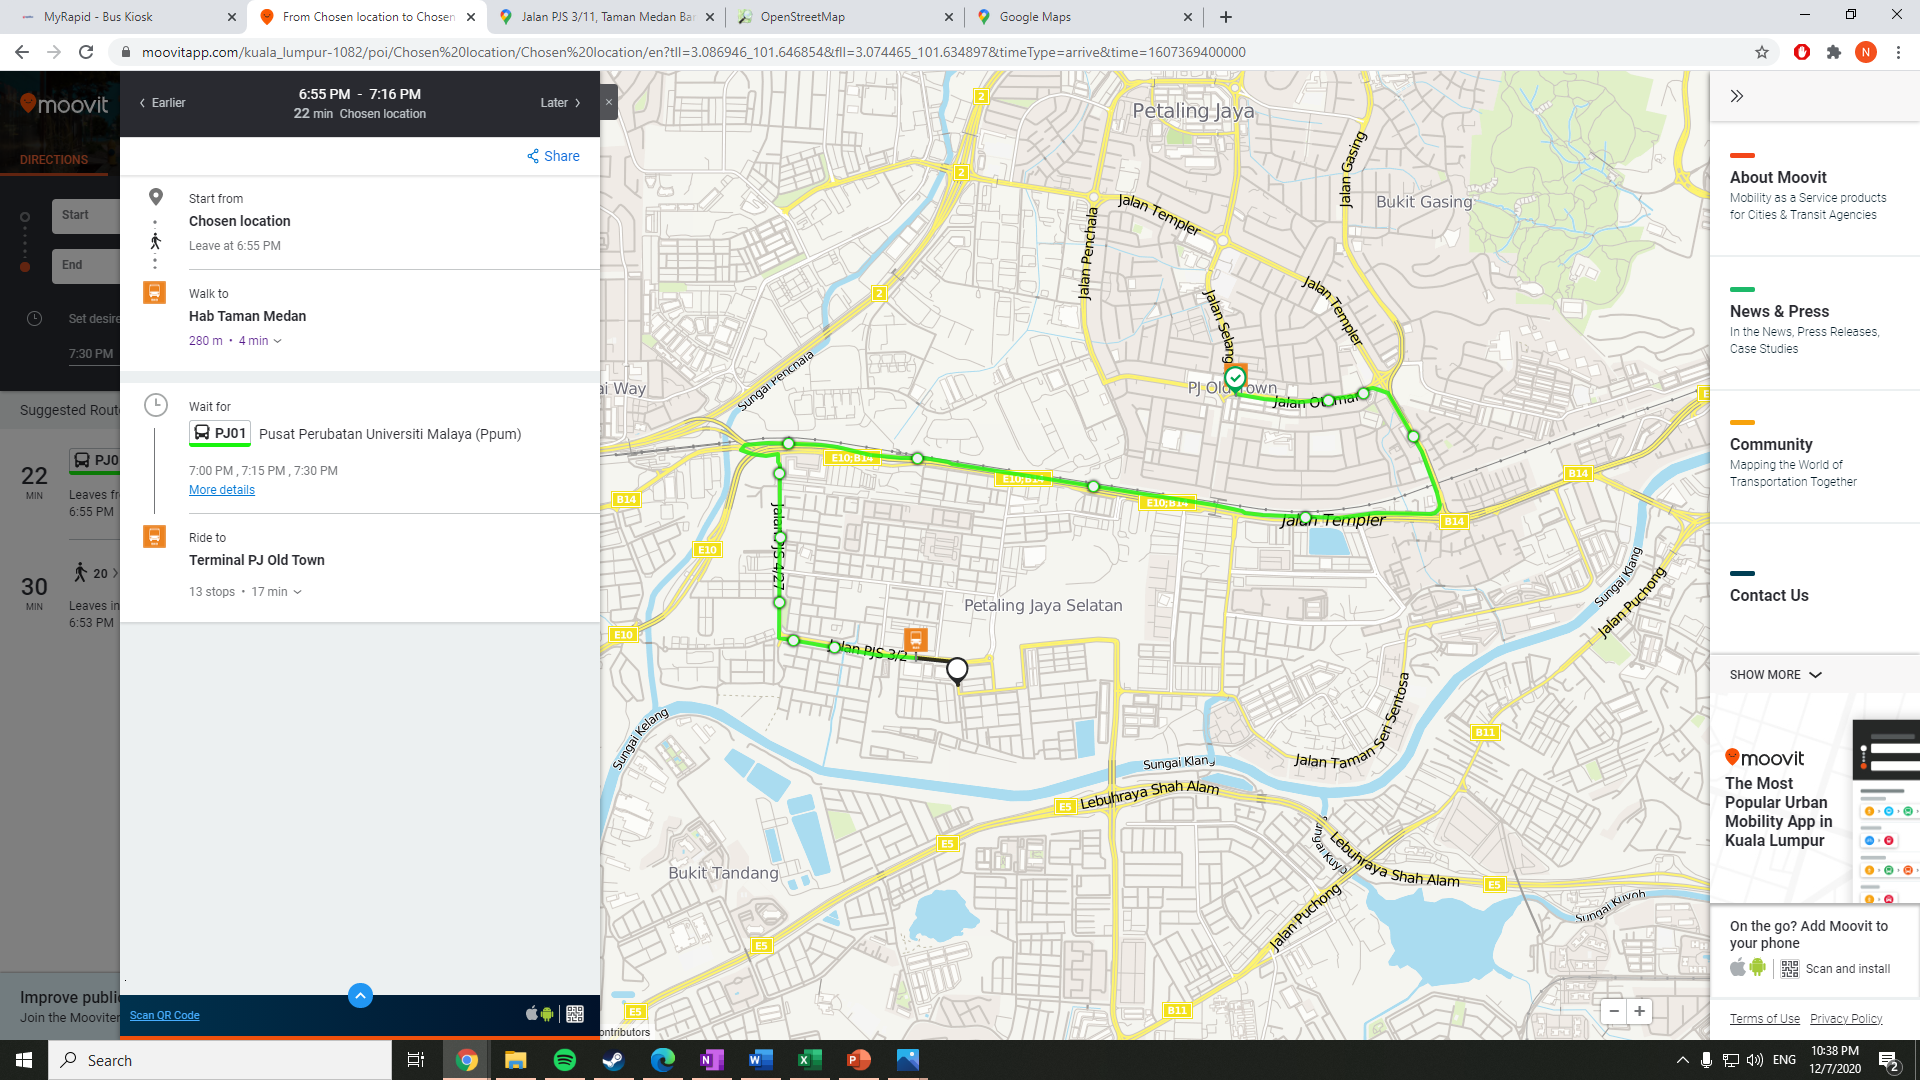 MyRapid - Bus Kiosk
From Chosen location to Chosen
Jalan PJS 3/11, Taman Medan Bar
OpenStreetMap
Google Maps
moovitapp.com/kuala_lumpur-1082/poi/Chosen%20location/Chosen%20location/en?tll=3.086946_101.646854&fll=3.074465_101.634897&timeType=arrive&time=1607369400000
N
moovit
DIRECTIONS
Start
End
Set desire
7:30 PM
Suggested Rout
22
MIN
PJ0
Leaves fr
6:55 PM
30
MIN
20
Leaves in
6:53 PM
Improve publi
Join the Mooviter
Earlier
6:55 PM - 7:16 PM
22 min Chosen location
Later
Share
Start from
Chosen location
Leave at 6:55 PM
Walk to
Hab Taman Medan
280 m • 4 min
Wait for
PJ01
Pusat Perubatan Universiti Malaya (Ppum)
7:00 PM , 7:15 PM , 7:30 PM
More details
Ride to
Terminal PJ Old Town
13 stops • 17 min
Scan QR Code
Petaling Jaya
Bukit Gasing
Jalan Gasing
Jalan Templer
Jalan Penchala
Jalan Templer
Jalan Selang
PJ Old Town
Jalan Othman
ai Way
Sungai Penchala
2
2
2
2
E10;B14
E10;B14
E10;B14
B14
B14
B14
Jalan Templer
E10
E10
Jalan PJS 4/27
Petaling Jaya Selatan
Jalan PJS 3/2
Sungai Klang
Jalan Puchong
Jalan Taman Seri Sentosa
B11
Sungai Kelang
Sungai Klang
Lebuhraya Shah Alam
E5
E5
Bukit Tandang
Lebuhraya Shah Alam
E5
Sungai Kuyoh
Jalan Puchong
E5
E5
B11
ontributors
About Moovit
Mobility as a Service products
for Cities & Transit Agencies
News & Press
In the News, Press Releases,
Case Studies
Community
Mapping the World of
Transportation Together
Contact Us
SHOW MORE
moovit
The Most
Popular Urban
Mobility App in
Kuala Lumpur
On the go? Add Moovit to
your phone
Scan and install
Terms of Use Privacy Policy
Search
ENG
10:38 PM
12/7/2020
2